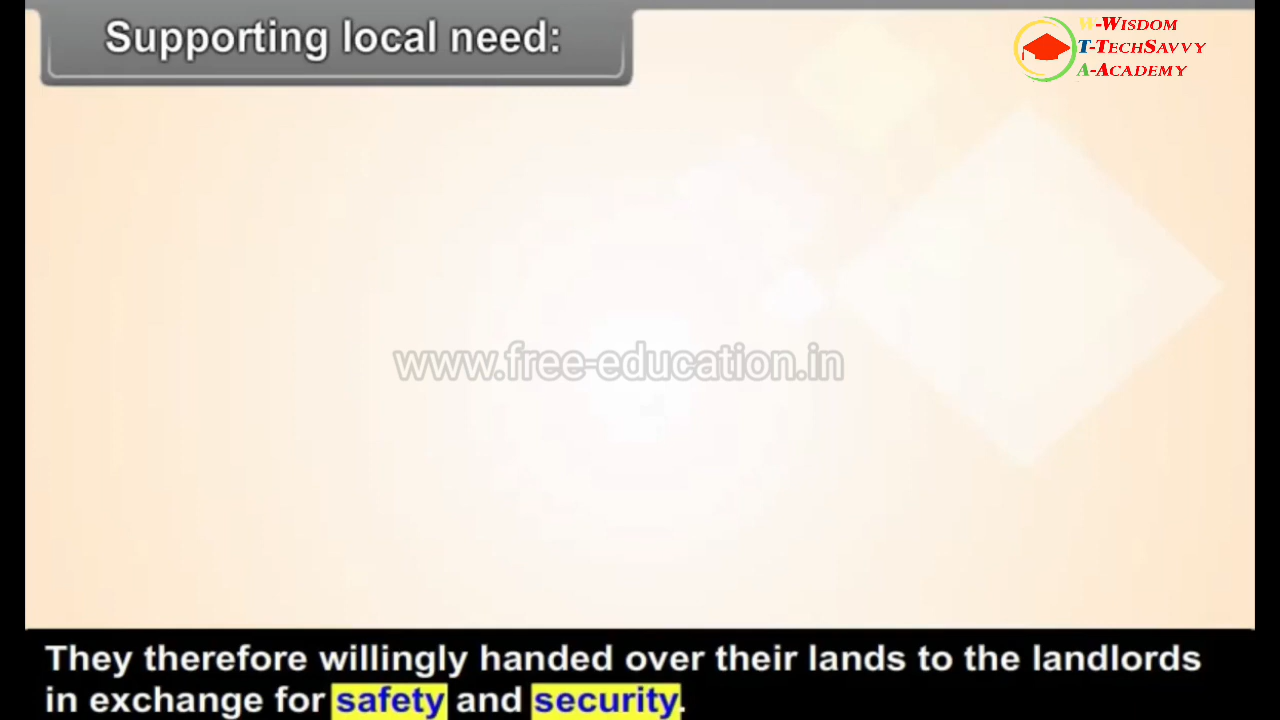 Supporting local need:
W-Wisdom
T-TechSavvy
A-Academy
www.free-education.in
They therefore willingly handed over their lands to the landlords
in exchange for safety and security.